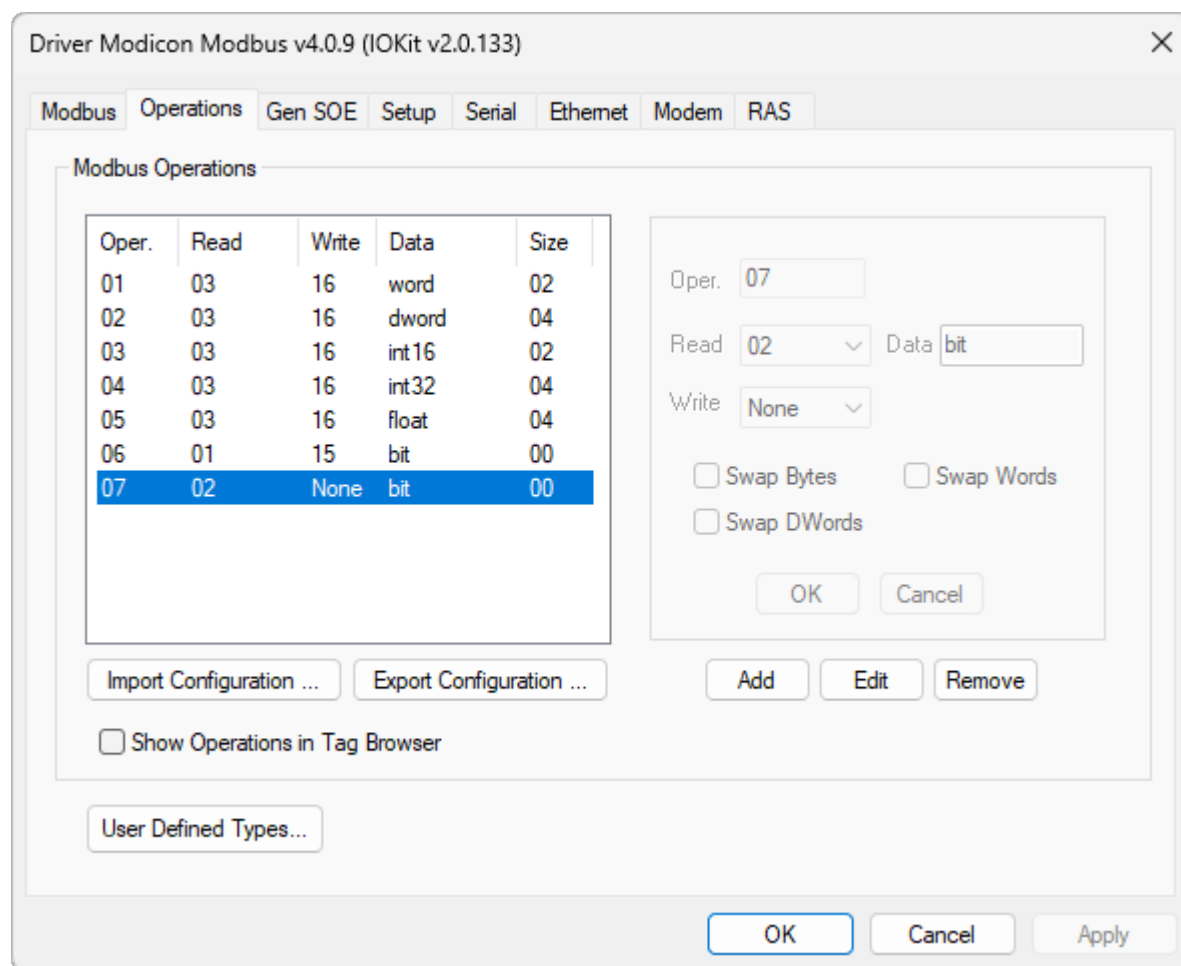 Driver Modicon Modbus v4.0.9 (IOKit v2.0.133)
Modbus Operations Gen SOE Setup Serial Ethernet Modem RAS
Modbus Operations
Oper. Read Write Data Size
01 03 16 word 02
02 03 16 dword 04
03 03 16 int16 02
04 03 16 int32 04
05 03 16 float 04
06 01 15 bit 00
07 02 None bit 00
Oper. 07
Read 02 Data bit
Write None
Swap Bytes Swap Words
Swap DWords
OK Cancel
Import Configuration ... Export Configuration ... Add Edit Remove
Show Operations in Tag Browser
User Defined Types...
OK Cancel Apply